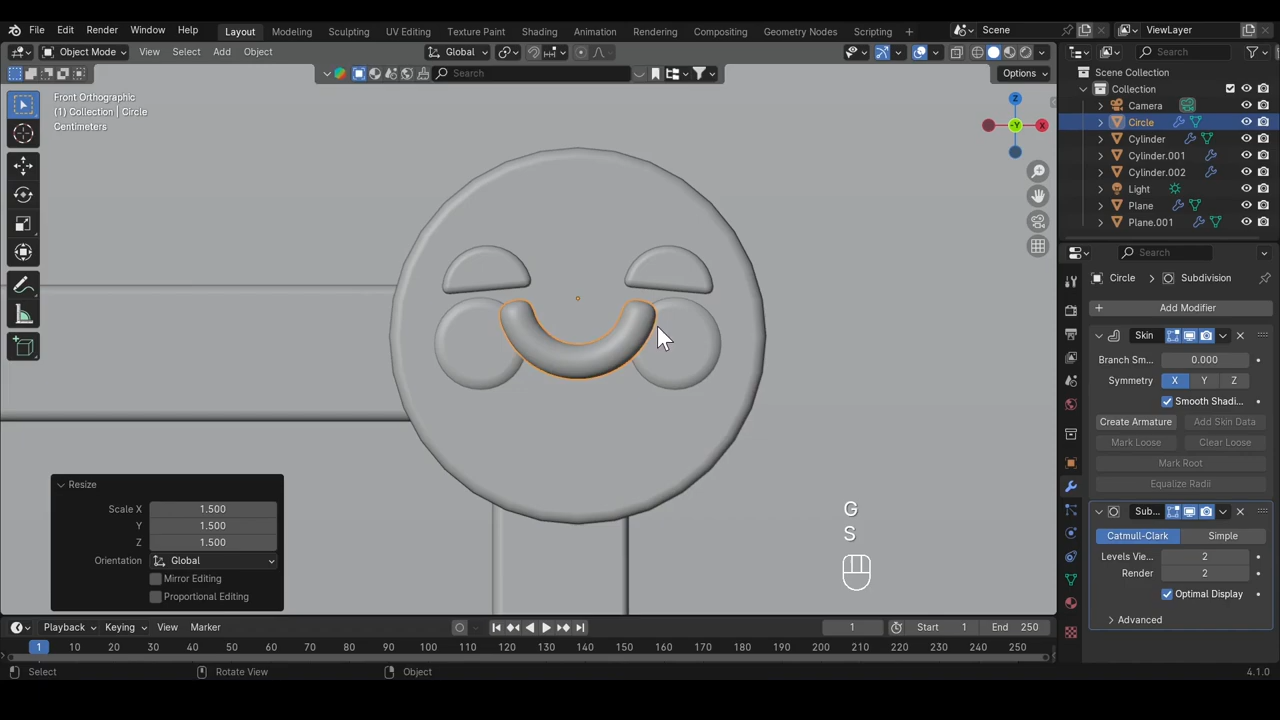 File Edit Render Window Help Layout Modeling Sculpting UV Editing Texture Paint Shading Animation Rendering Compositing Geometry Nodes Scripting Scene ViewLayer
Object Mode View Select Add Object Global Search
Search Options
Front Orthographic
(1) Collection | Circle
Centimeters
Z
-Y
X
Scene Collection
Collection
Camera
Circle
Cylinder
Cylinder.001
Cylinder.002
Light
Plane
Plane.001
Search
Circle Subdivision
Add Modifier
Skin
Branch Sm... 0.000
Symmetry X Y Z
Smooth Shadi...
Create Armature Add Skin Data
Mark Loose Clear Loose
Mark Root
Equalize Radii
Sub...
Catmull-Clark Simple
Levels Vie... 2
Render 2
Optimal Display
Advanced
Resize
Scale X 1.500
Y 1.500
Z 1.500
Orientation Global
Mirror Editing
Proportional Editing
G
S
Playback Keying View Marker 1 Start 1 End 250
1 10 20 30 40 50 60 70 80 90 100 110 120 130 140 150 160 170 180 190 200 210 220 230 240 250
Select Rotate View Object 4.1.0